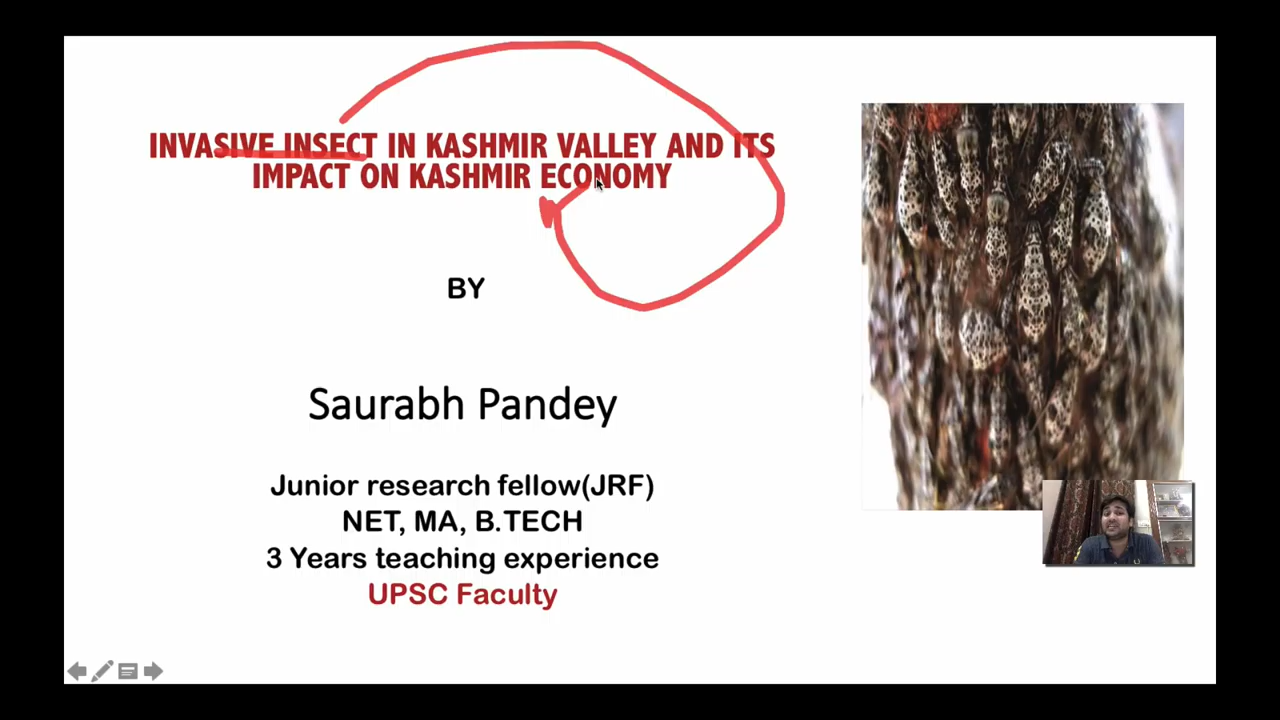 INVASIVE INSECT IN KASHMIR VALLEY AND ITS
IMPACT ON KASHMIR ECONOMY
BY
Saurabh Pandey
Junior research fellow(JRF)
NET, MA, B.TECH
3 Years teaching experience
UPSC Faculty